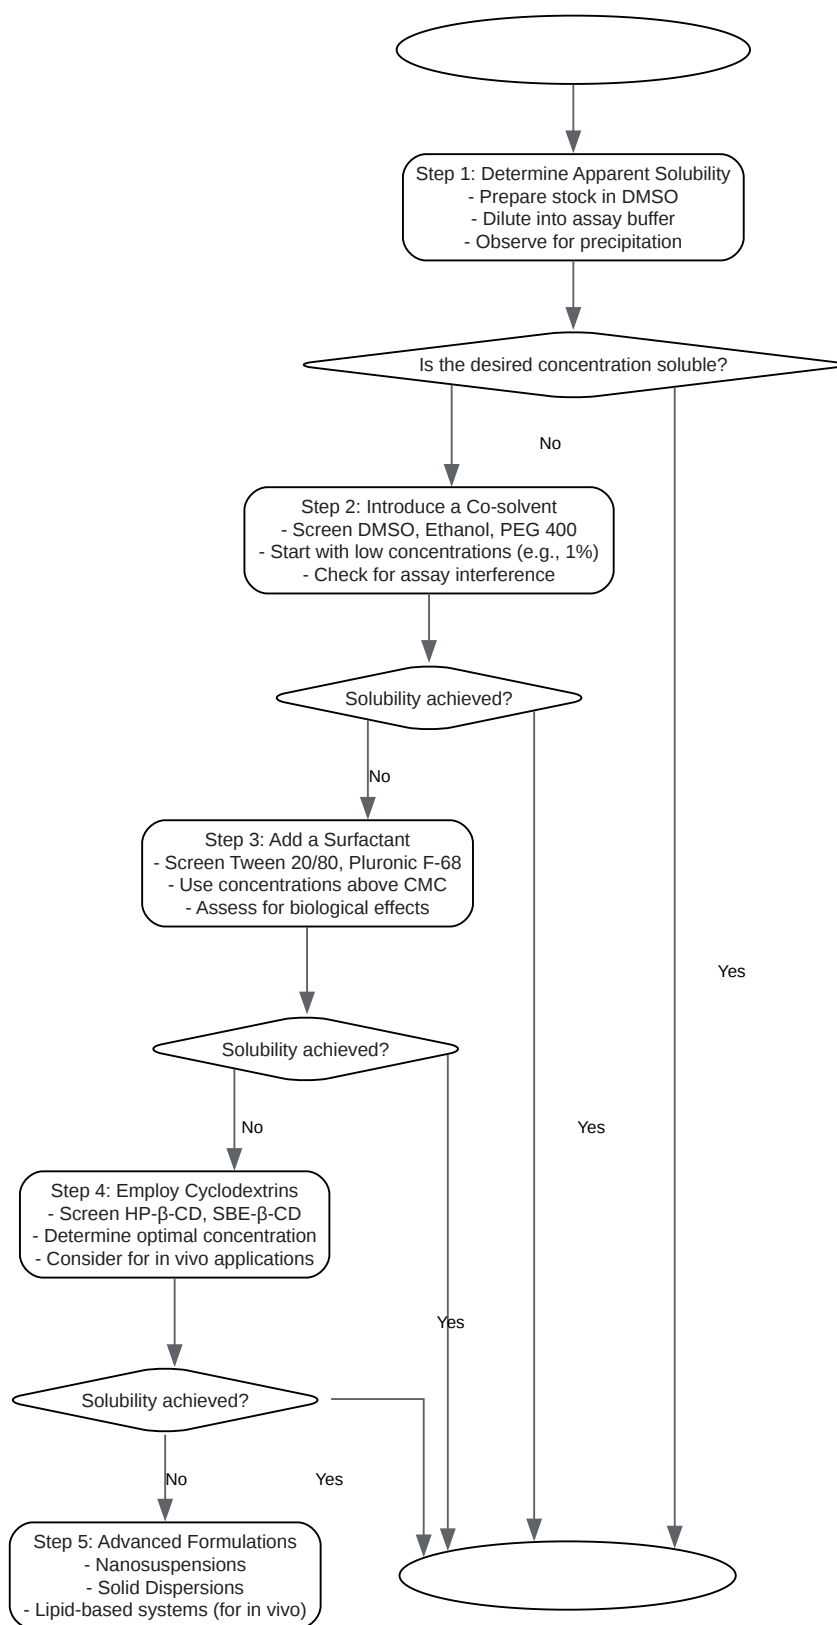 Step 1: Determine Apparent Solubility
- Prepare stock in DMSO
- Dilute into assay buffer
- Observe for precipitation
Is the desired concentration soluble?
No
Step 2: Introduce a Co-solvent
- Screen DMSO, Ethanol, PEG 400
- Start with low concentrations (e.g., 1%)
- Check for assay interference
Solubility achieved?
No
Step 3: Add a Surfactant
- Screen Tween 20/80, Pluronic F-68
- Use concentrations above CMC
- Assess for biological effects
Yes
Solubility achieved?
No
Yes
Step 4: Employ Cyclodextrins
- Screen HP-β-CD, SBE-β-CD
- Determine optimal concentration
- Consider for in vivo applications
Yes
Solubility achieved?
No
Yes
Step 5: Advanced Formulations
- Nanosuspensions
- Solid Dispersions
- Lipid-based systems (for in vivo)